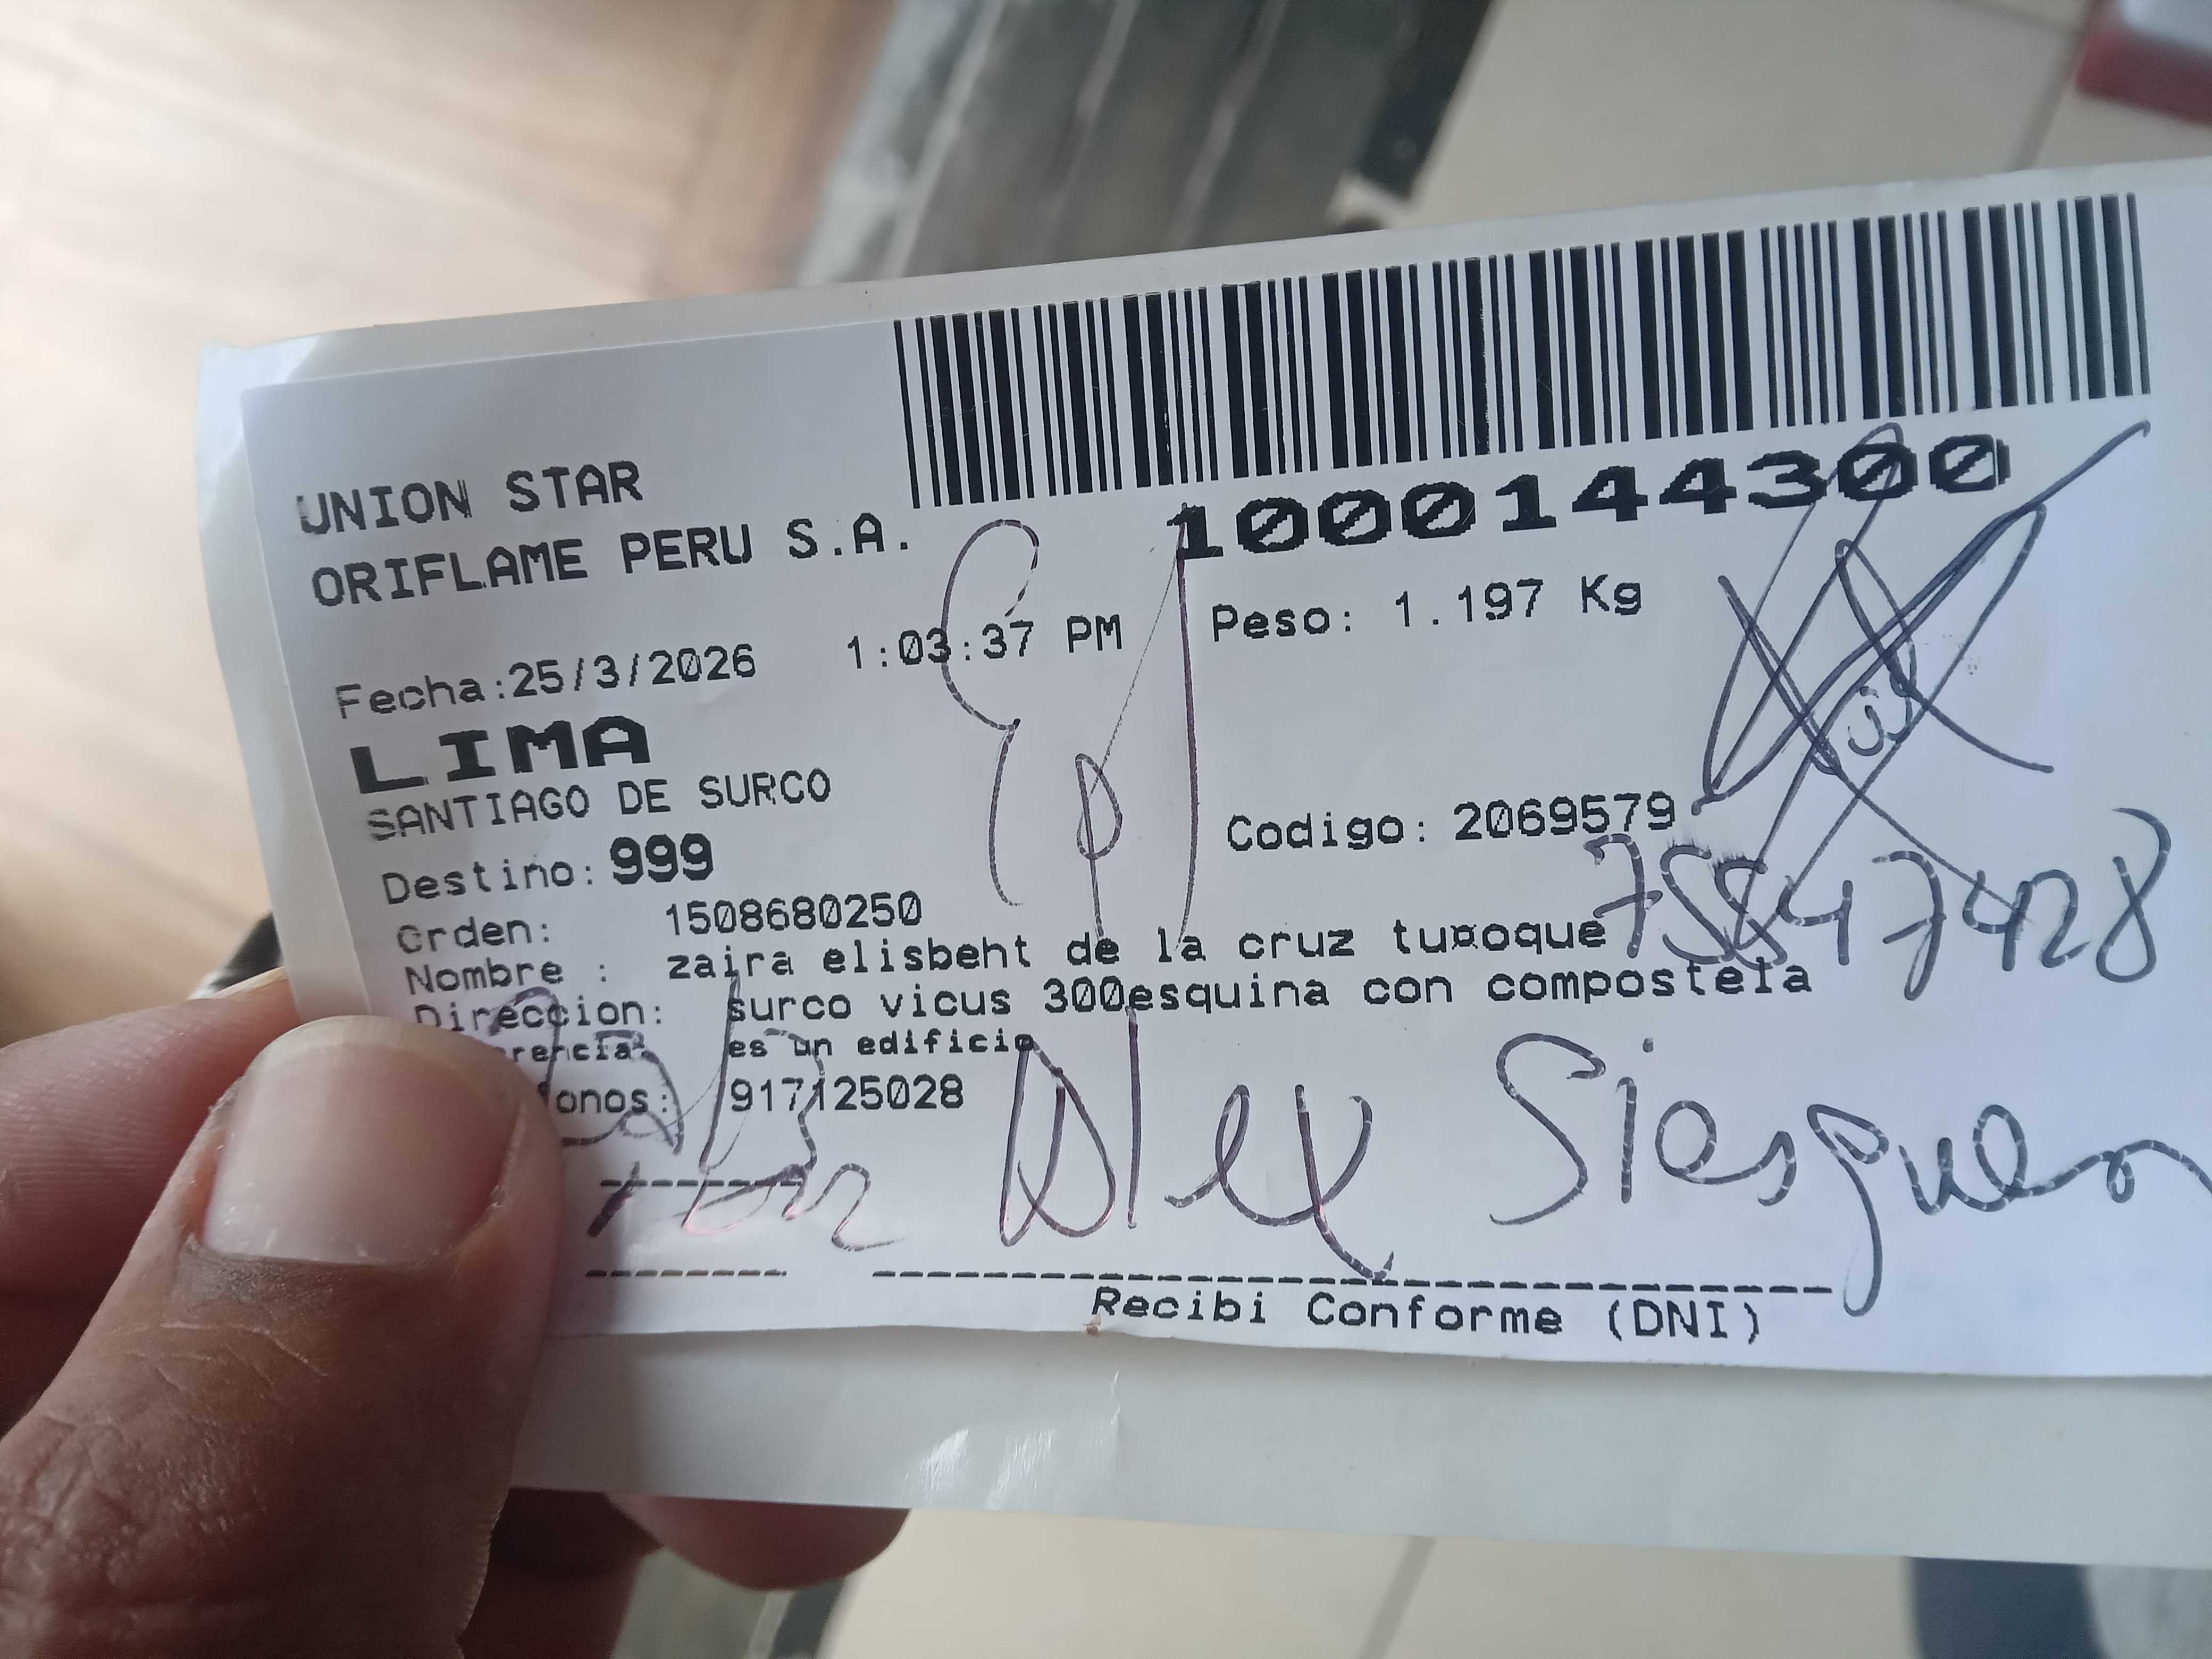 UNION STAR
ORIFLAME PERU S.A.
1000144300
Fecha:25/3/2026 1:03:37 PM Peso: 1.197 Kg
LIMA
SANTIAGO DE SURCO
Destino: 999 Codigo: 2069579
Orden: 1508680250
Nombre : zaira elisbeht de la cruz
Direccion: surco vicus 300esquina con compostela
es un edificio
917125028
Alex
Recibi Conforme (DNI)